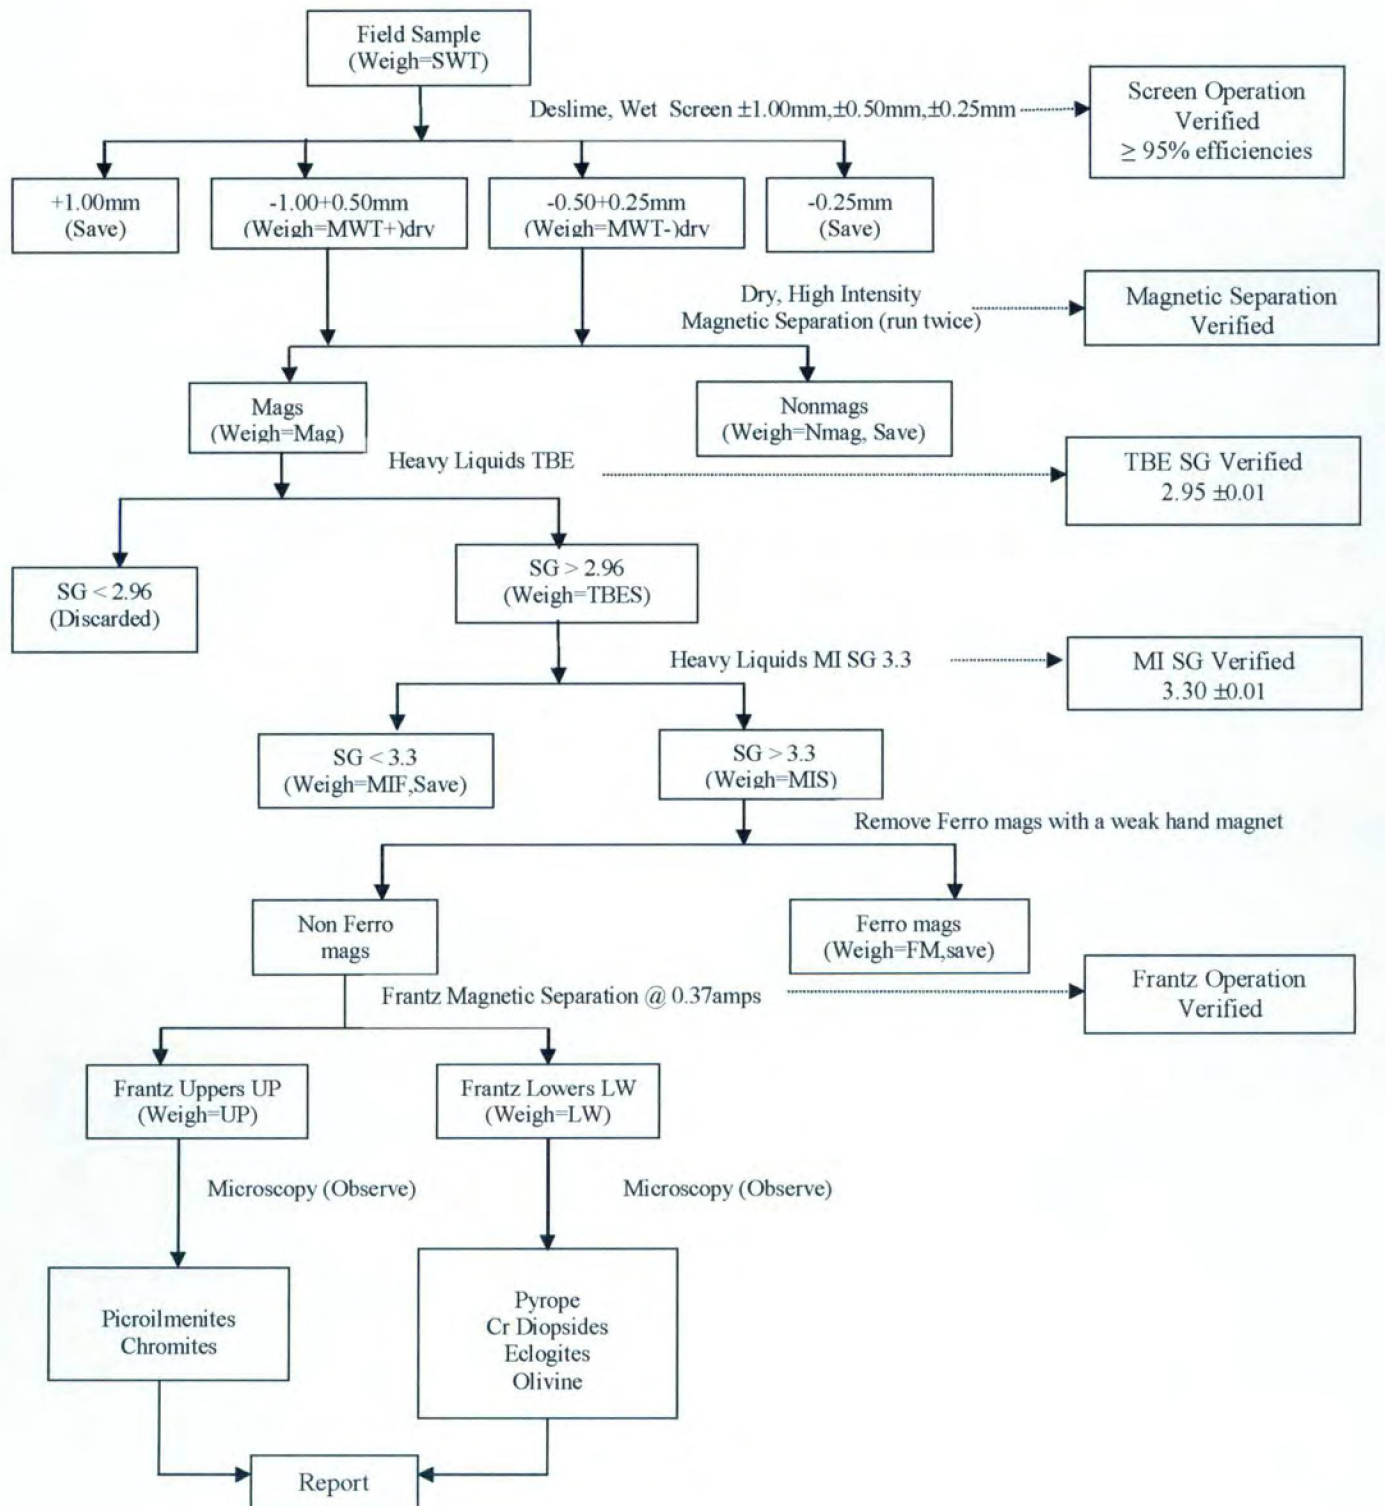 Field Sample
(Weigh=SWT)
Deslime, Wet Screen ±1.00mm,±0.50mm,±0.25mm
Screen Operation
Verified
≥ 95% efficiencies
+1.00mm
(Save)
-1.00+0.50mm
(Weigh=MWT+)dry
-0.50+0.25mm
(Weigh=MWT-)dry
-0.25mm
(Save)
Dry, High Intensity
Magnetic Separation (run twice)
Magnetic Separation
Verified
Mags
(Weigh=Mag)
Nonmags
(Weigh=Nmag, Save)
Heavy Liquids TBE
TBE SG Verified
2.95 ±0.01
SG < 2.96
(Discarded)
SG > 2.96
(Weigh=TBES)
Heavy Liquids MI SG 3.3
MI SG Verified
3.30 ±0.01
SG < 3.3
(Weigh=MIF,Save)
SG > 3.3
(Weigh=MIS)
Remove Ferro mags with a weak hand magnet
Non Ferro
mags
Ferro mags
(Weigh=FM,save)
Frantz Magnetic Separation @ 0.37amps
Frantz Operation
Verified
Frantz Uppers UP
(Weigh=UP)
Frantz Lowers LW
(Weigh=LW)
Microscopy (Observe)
Microscopy (Observe)
Picroilmenites
Chromites
Pyrope
Cr Diopsides
Eclogites
Olivine
Report